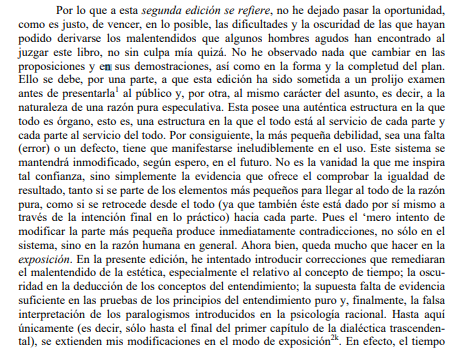 Por lo que a esta segunda edición se refiere, no he dejado pasar la oportunidad,
como es justo, de vencer, en lo posible, las dificultades y la oscuridad de las que hayan
podido derivarse los malentendidos que algunos hombres agudos han encontrado al
juzgar este libro, no sin culpa mía quizá. No he observado nada que cambiar en las
proposiciones y en sus demostraciones, así como en la forma y la completud del plan.
Ello se debe, por una parte, a que esta edición ha sido sometida a un prolijo examen
antes de presentarla¹ al público y, por otra, al mismo carácter del asunto, es decir, a la
naturaleza de una razón pura especulativa. Esta posee una auténtica estructura en la que
todo es órgano, esto es, una estructura en la que el todo está al servicio de cada parte y
cada parte al servicio del todo. Por consiguiente, la más pequeña debilidad, sea una falta
(error) o un defecto, tiene que manifestarse ineludiblemente en el uso. Este sistema se
mantendrá inmodificado, según espero, en el futuro. No es la vanidad la que me inspira
tal confianza, sino simplemente la evidencia que ofrece el comprobar la igualdad de
resultado, tanto si se parte de los elementos más pequeños para llegar al todo de la razón
pura, como si se retrocede desde el todo (ya que también éste está dado por sí mismo a
través de la intención final en lo práctico) hacia cada parte. Pues el 'mero intento de
modificar la parte más pequeña produce inmediatamente contradicciones, no sólo en el
sistema, sino en la razón humana en general. Ahora bien, queda mucho que hacer en la
exposición. En la presente edición, he intentado introducir correcciones que remediaran
el malentendido de la estética, especialmente el relativo al concepto de tiempo; la oscu-
ridad en la deducción de los conceptos del entendimiento; la supuesta falta de evidencia
suficiente en las pruebas de los principios del entendimiento puro y, finalmente, la falsa
interpretación de los paralogismos introducidos en la psicología racional. Hasta aquí
únicamente (es decir, sólo hasta el final del primer capítulo de la dialéctica trascenden-
tal), se extienden mis modificaciones en el modo de exposición²ᵏ. En efecto, el tiempo